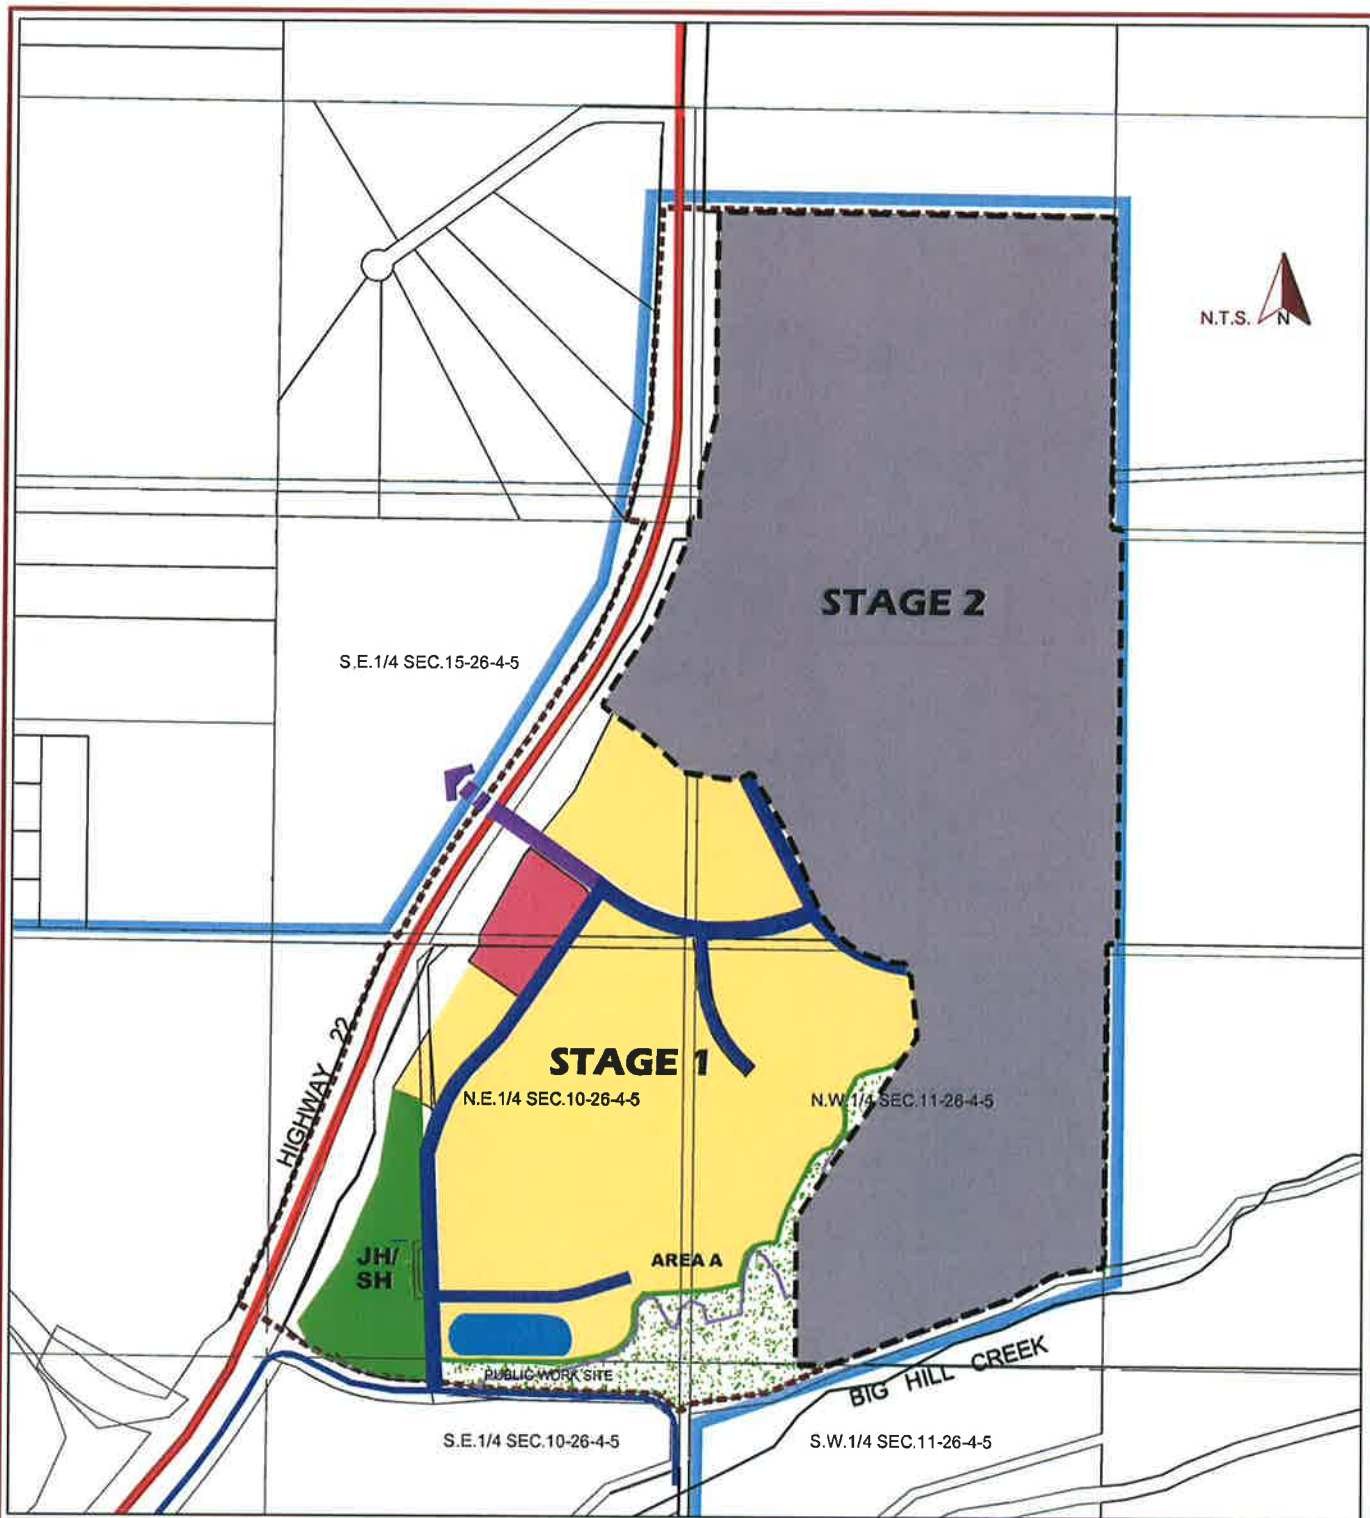 N.T.S.
N
STAGE 2
S.E.1/4 SEC.15-26-4-5
HIGHWAY 22
STAGE 1
N.E.1/4 SEC.10-26-4-5
N.W.1/4 SEC.11-26-4-5
JH/
SH
AREA A
PUBLIC WORK SITE
BIG HILL CREEK
S.E.1/4 SEC.10-26-4-5
S.W.1/4 SEC.11-26-4-5